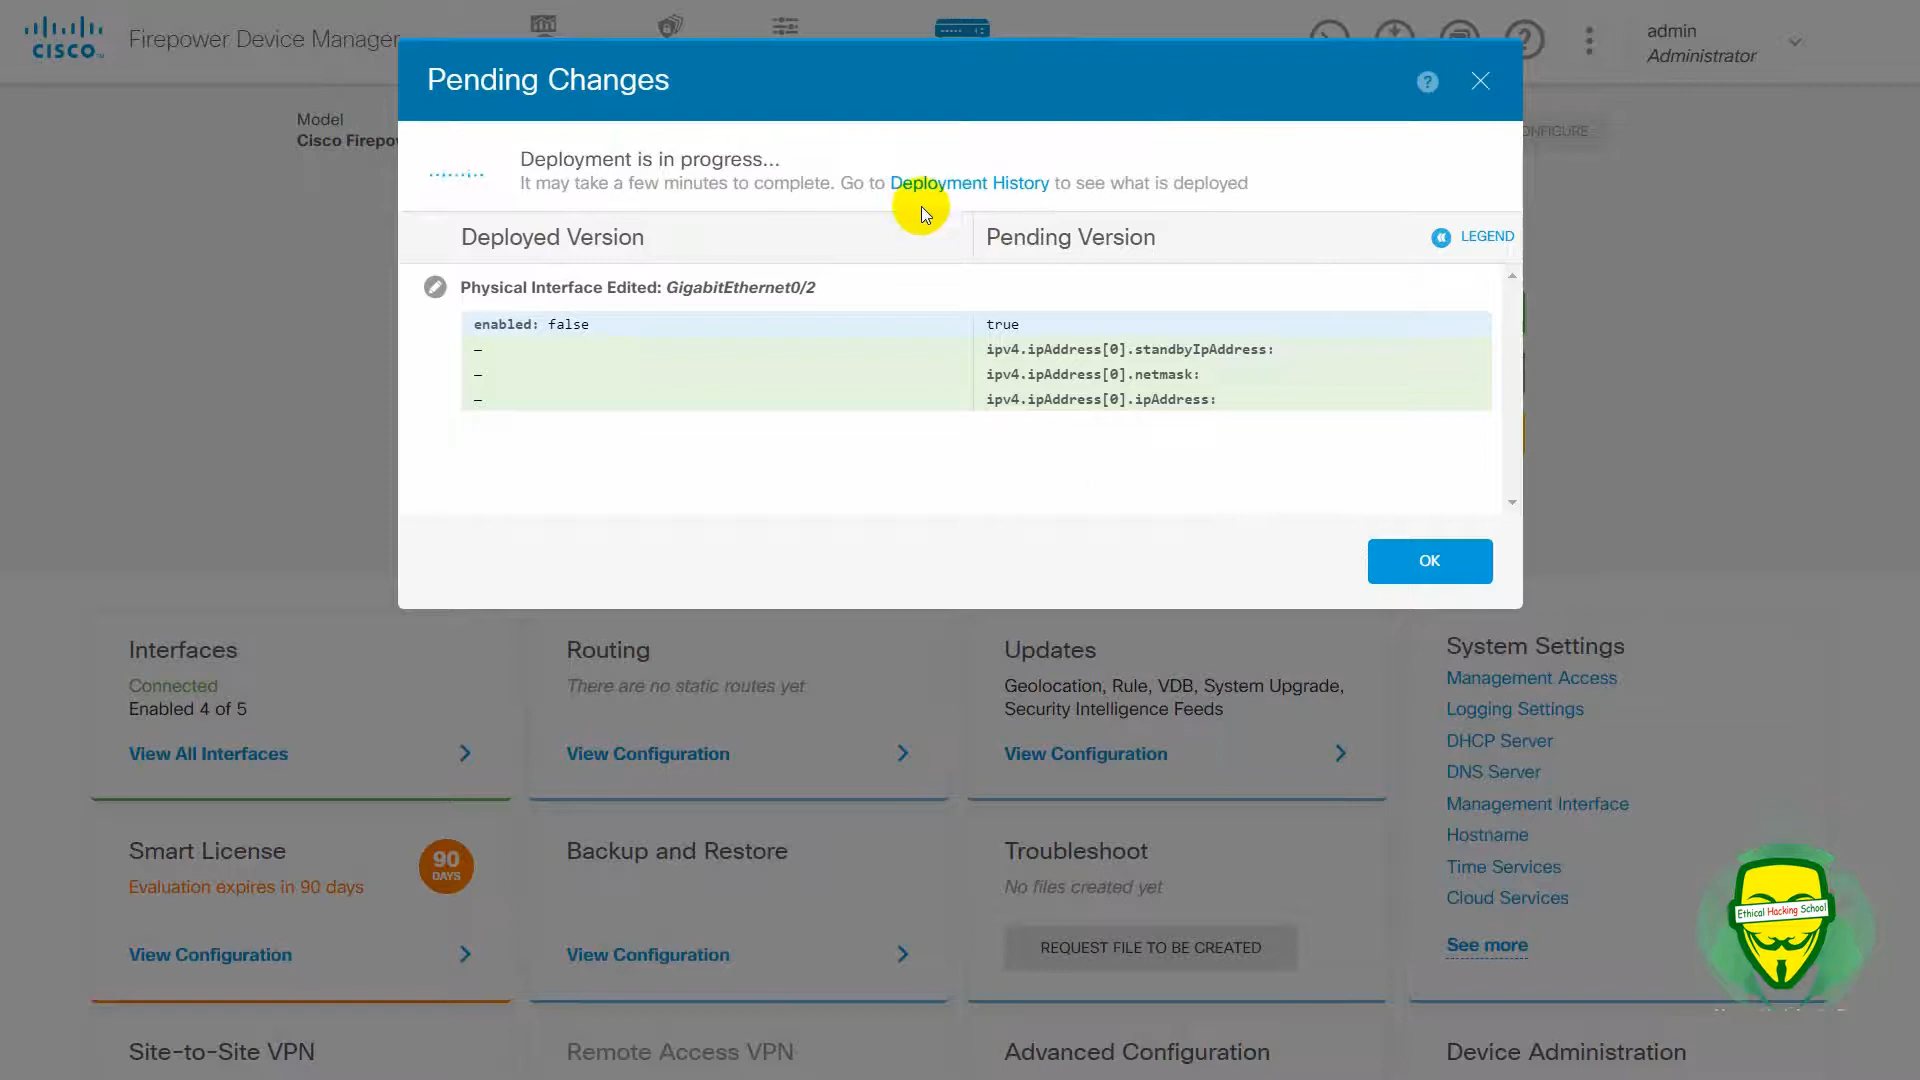 CISCO
Firepower Device Manager
admin
Administrator
Pending Changes
Model
Cisco Firepo
Deployment is in progress...
It may take a few minutes to complete. Go to Deployment History to see what is deployed
Deployed Version
Pending Version
LEGEND
Physical Interface Edited: GigabitEthernet0/2
enabled: false
true
–
ipv4.ipAddress[0].standbyIpAddress:
–
ipv4.ipAddress[0].netmask:
–
ipv4.ipAddress[0].ipAddress:
OK
Interfaces
Connected
Enabled 4 of 5
View All Interfaces
Routing
There are no static routes yet
View Configuration
Updates
Geolocation, Rule, VDB, System Upgrade,
Security Intelligence Feeds
View Configuration
System Settings
Management Access
Logging Settings
DHCP Server
DNS Server
Management Interface
Hostname
Time Services
Cloud Services
See more
Smart License
90
DAYS
Evaluation expires in 90 days
View Configuration
Backup and Restore
View Configuration
Troubleshoot
No files created yet
REQUEST FILE TO BE CREATED
Ethical Hacking School
Site-to-Site VPN
Remote Access VPN
Advanced Configuration
Device Administration